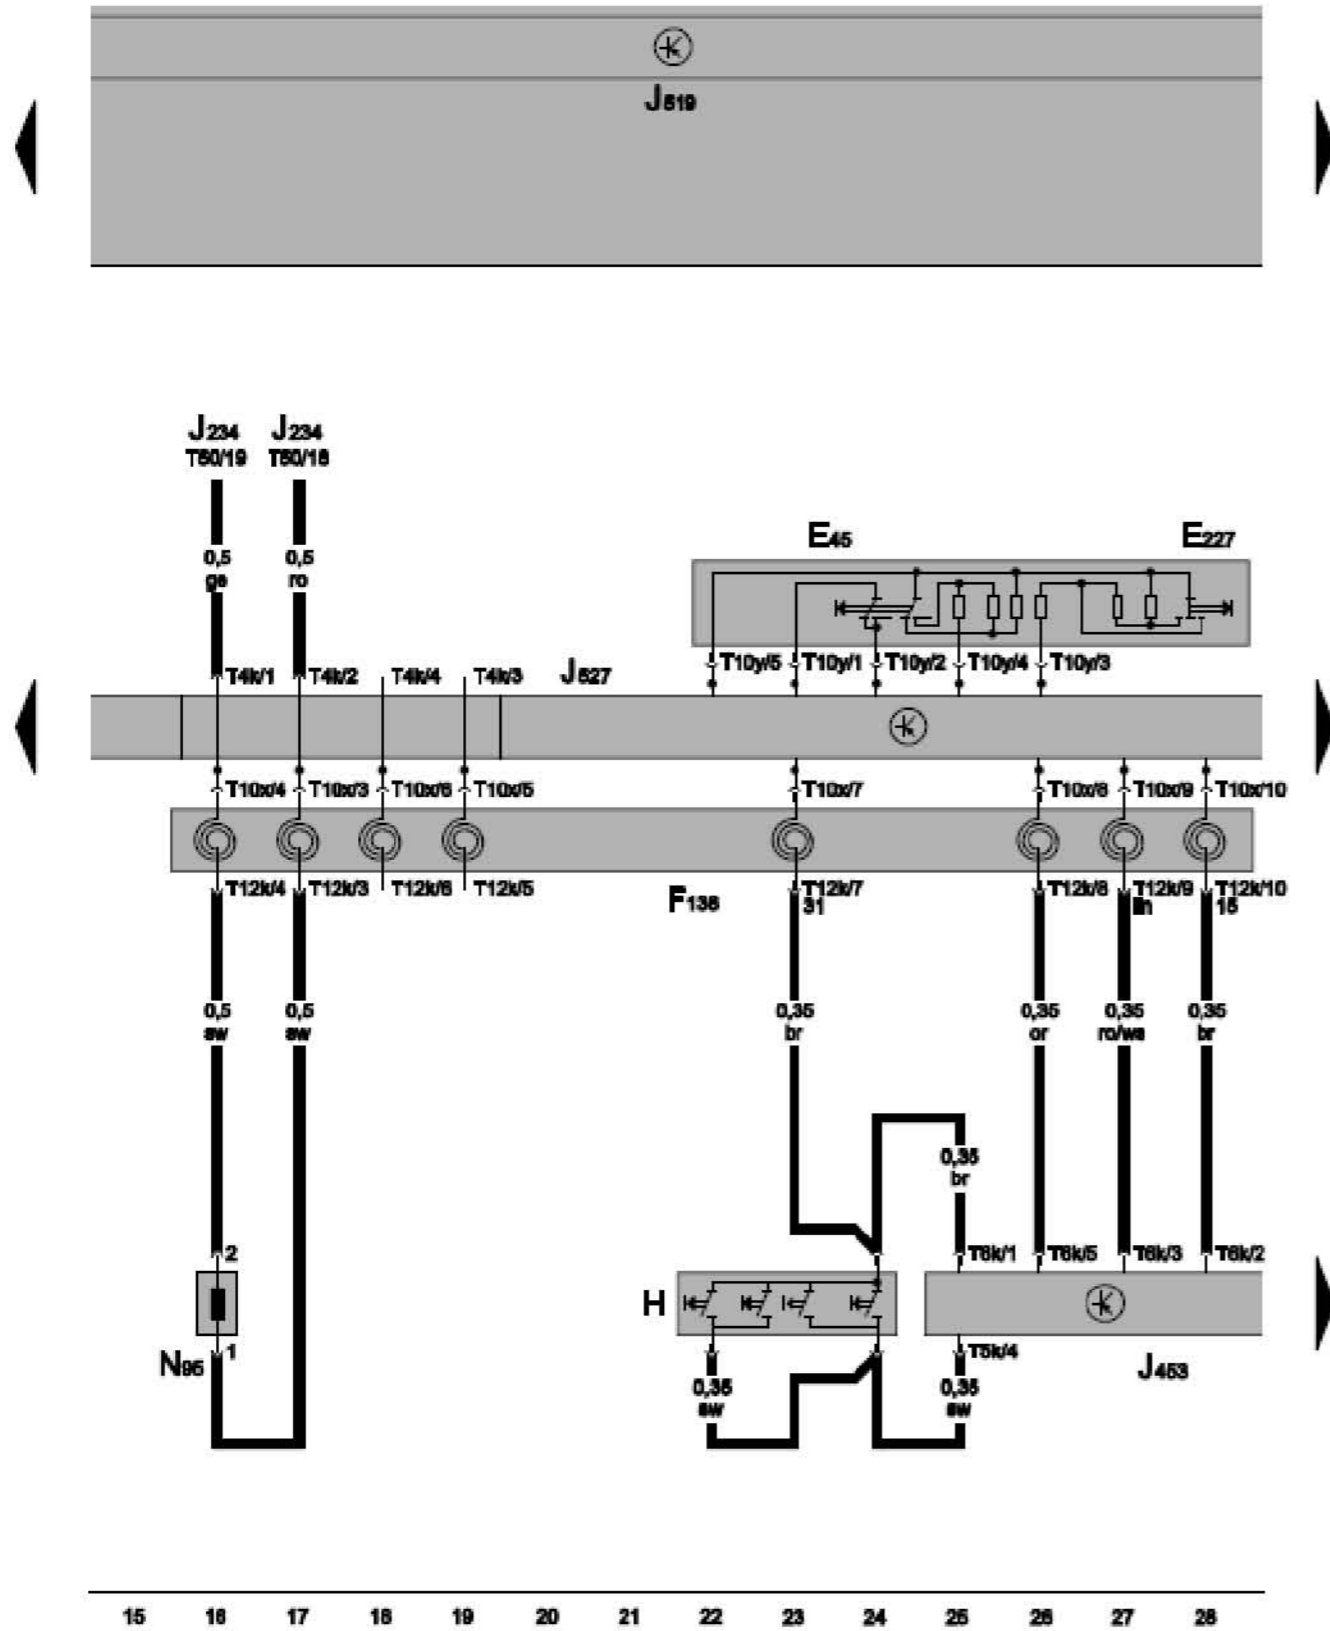 J519
J234 J234
T50/19 T50/18
0,5 0,5
ge ro
E45 E227
T4k/1 T4k/2 T4k/4 T4k/3 J527 T10y/5 T10y/1 T10y/2 T10y/4 T10y/3
T10x/4 T10x/3 T10x/6 T10x/5 T10x/7 T10x/8 T10x/9 T10x/10
T12k/4 T12k/3 T12k/6 T12k/5 F138 T12k/7 T12k/8 T12k/9 T12k/10
31 lin 15
0,5 0,5 0,35 0,35 0,35 0,35
sw sw br or ro/ws br
0,35
br
2 T6k/1 T6k/5 T6k/3 T6k/2
H
N95 1 T5k/4 J453
0,35 0,35
sw sw
15 16 17 18 19 20 21 22 23 24 25 26 27 28